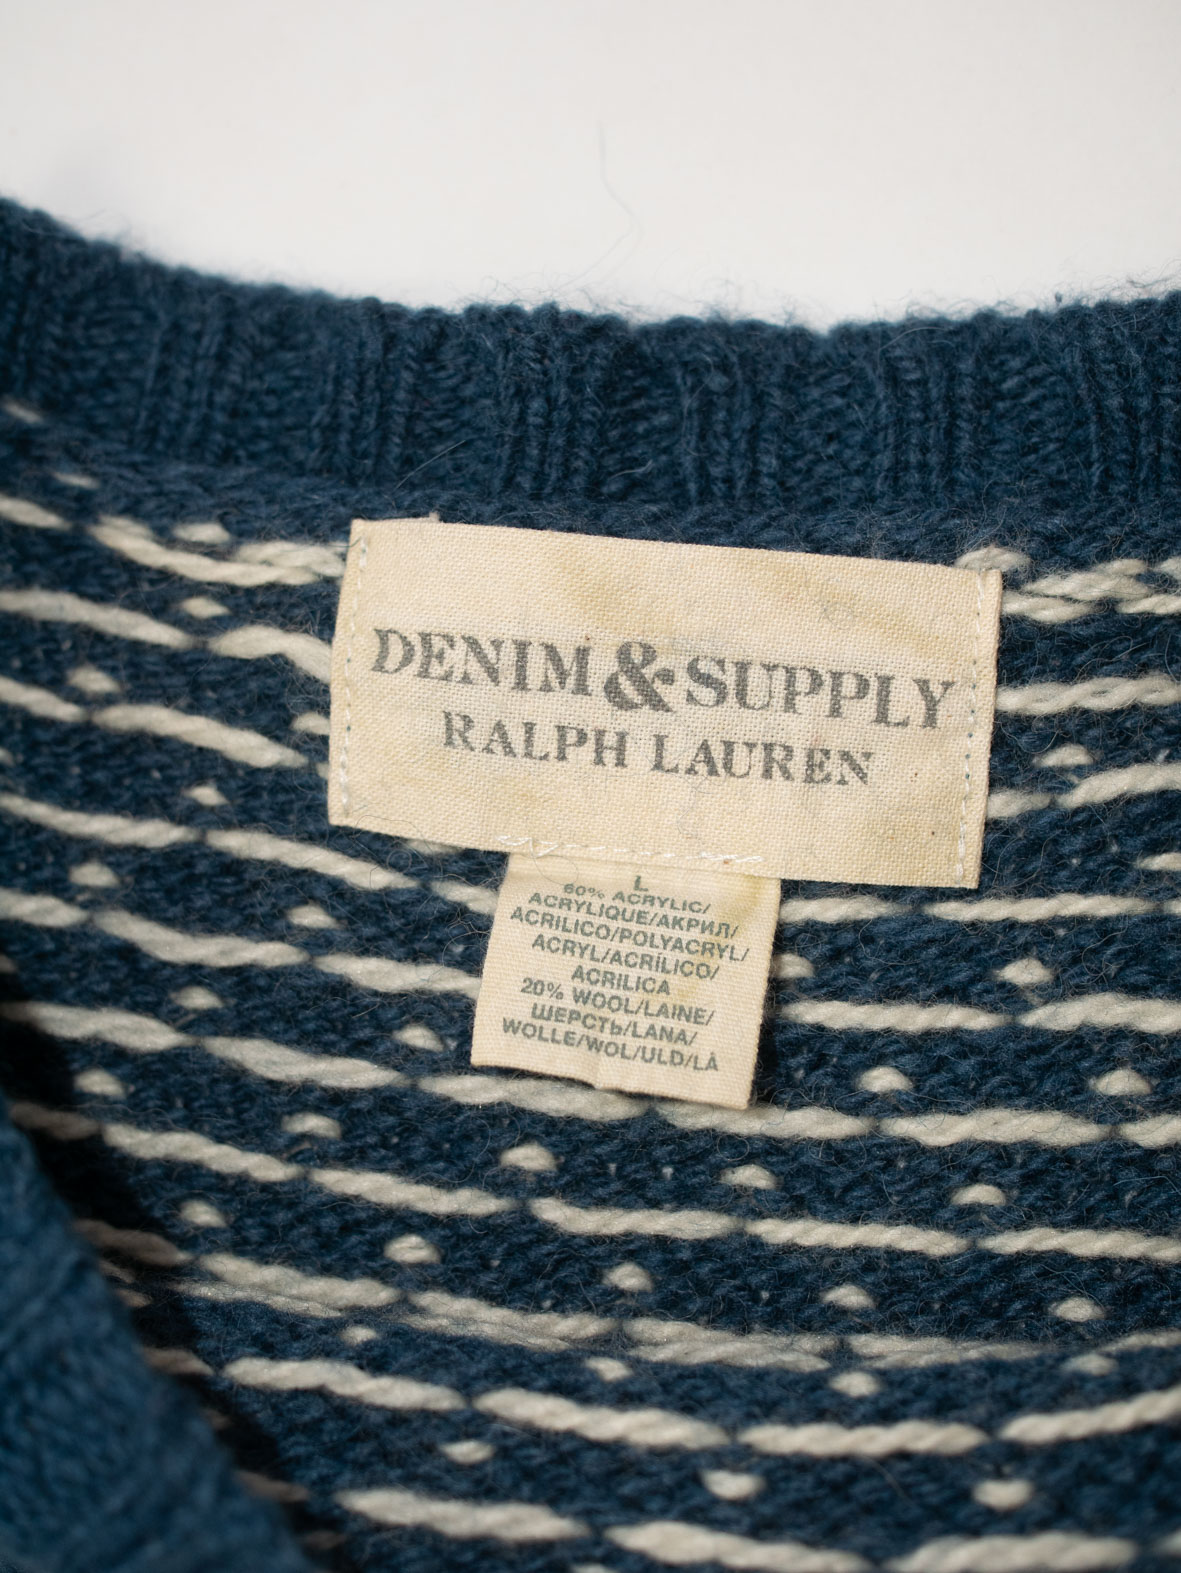 DENIM & SUPPLY
RALPH LAUREN
L
60% ACRYLIC/
ACRYLIQUE/АКРИЛ/
ACRILICO/POLYACRYL/
ACRYL/ACRÍLICO/
ACRILICA
20% WOOL/LAINE/
ШЕРСТЬ/LANA/
WOLLE/WOL/ULD/LÃ